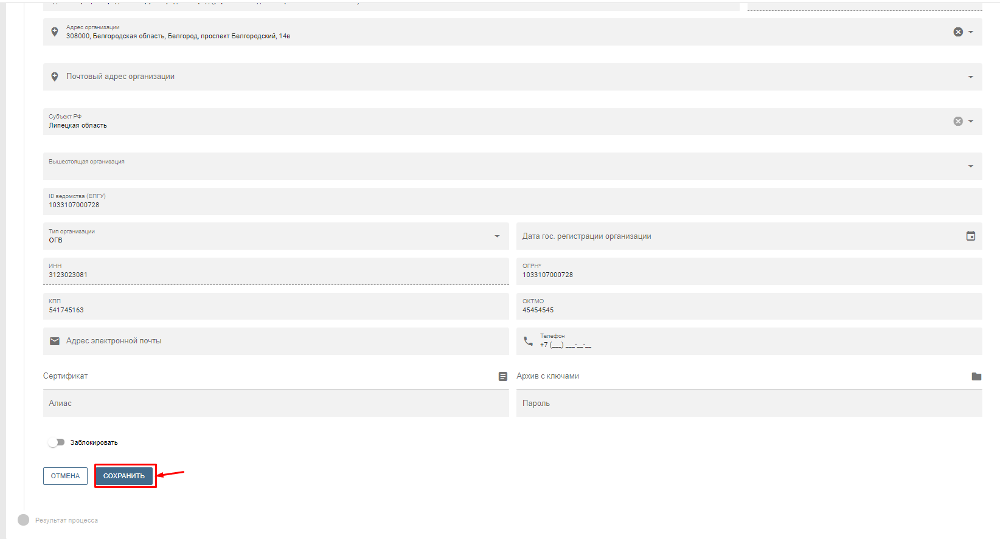 Адрес организации
308000, Белгородская область, Белгород, проспект Белгородский, 14в
Почтовый адрес организации
Субъект РФ
Липецкая область
Вышестоящая организация
ID ведомства (ЕПГУ)
1033107000728
Тип организации
ОГВ
Дата гос. регистрации организации
ИНН
3123023081
ОГРН*
1033107000728
КПП
541745163
ОКТМО
45454545
Адрес электронной почты
Телефон
+7 (___) ___-__-__
Сертификат
Архив с ключами
Алиас
Пароль
Заблокировать
ОТМЕНА
СОХРАНИТЬ
Результат процесса